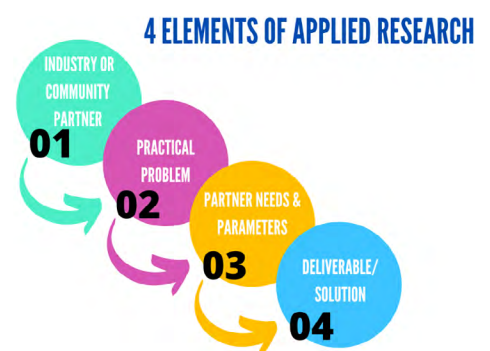 4 ELEMENTS OF APPLIED RESEARCH
INDUSTRY OR
COMMUNITY
PARTNER
01
PRACTICAL
PROBLEM
02
PARTNER NEEDS &
PARAMETERS
03
DELIVERABLE/
SOLUTION
04